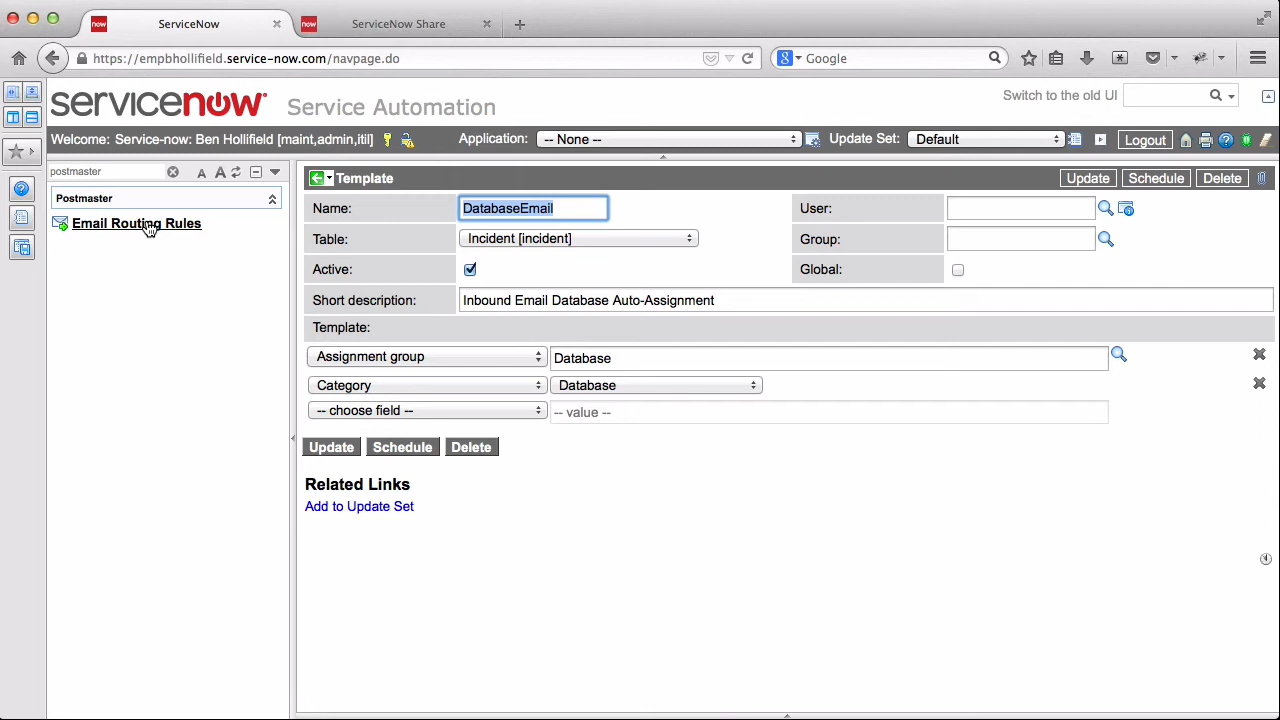 now ServiceNow
now ServiceNow Share
https://empbhollifield.service-now.com/navpage.do
8 Google
servicenow Service Automation
Switch to the old UI
Welcome: Service-now: Ben Hollifield [maint,admin,itil]
Application: -- None --
Update Set: Default
Logout
postmaster
A A
Postmaster
Email Routing Rules
Template
Update Schedule Delete
Name: DatabaseEmail
User:
Table: Incident [incident]
Group:
Active:
Global:
Short description: Inbound Email Database Auto-Assignment
Template:
Assignment group Database
Category Database
-- choose field -- -- value --
Update Schedule Delete
Related Links
Add to Update Set